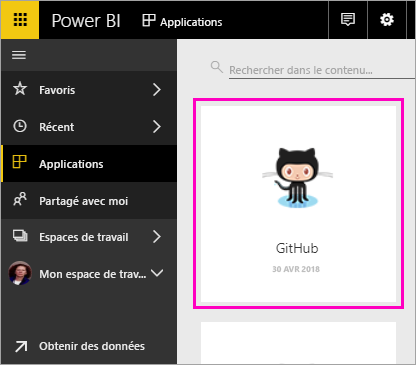 Power BI
Applications
Rechercher dans le contenu...
Favoris
Récent
Applications
Partagé avec moi
Espaces de travail
Mon espace de trav...
Obtenir des données
GitHub
30 AVR 2018